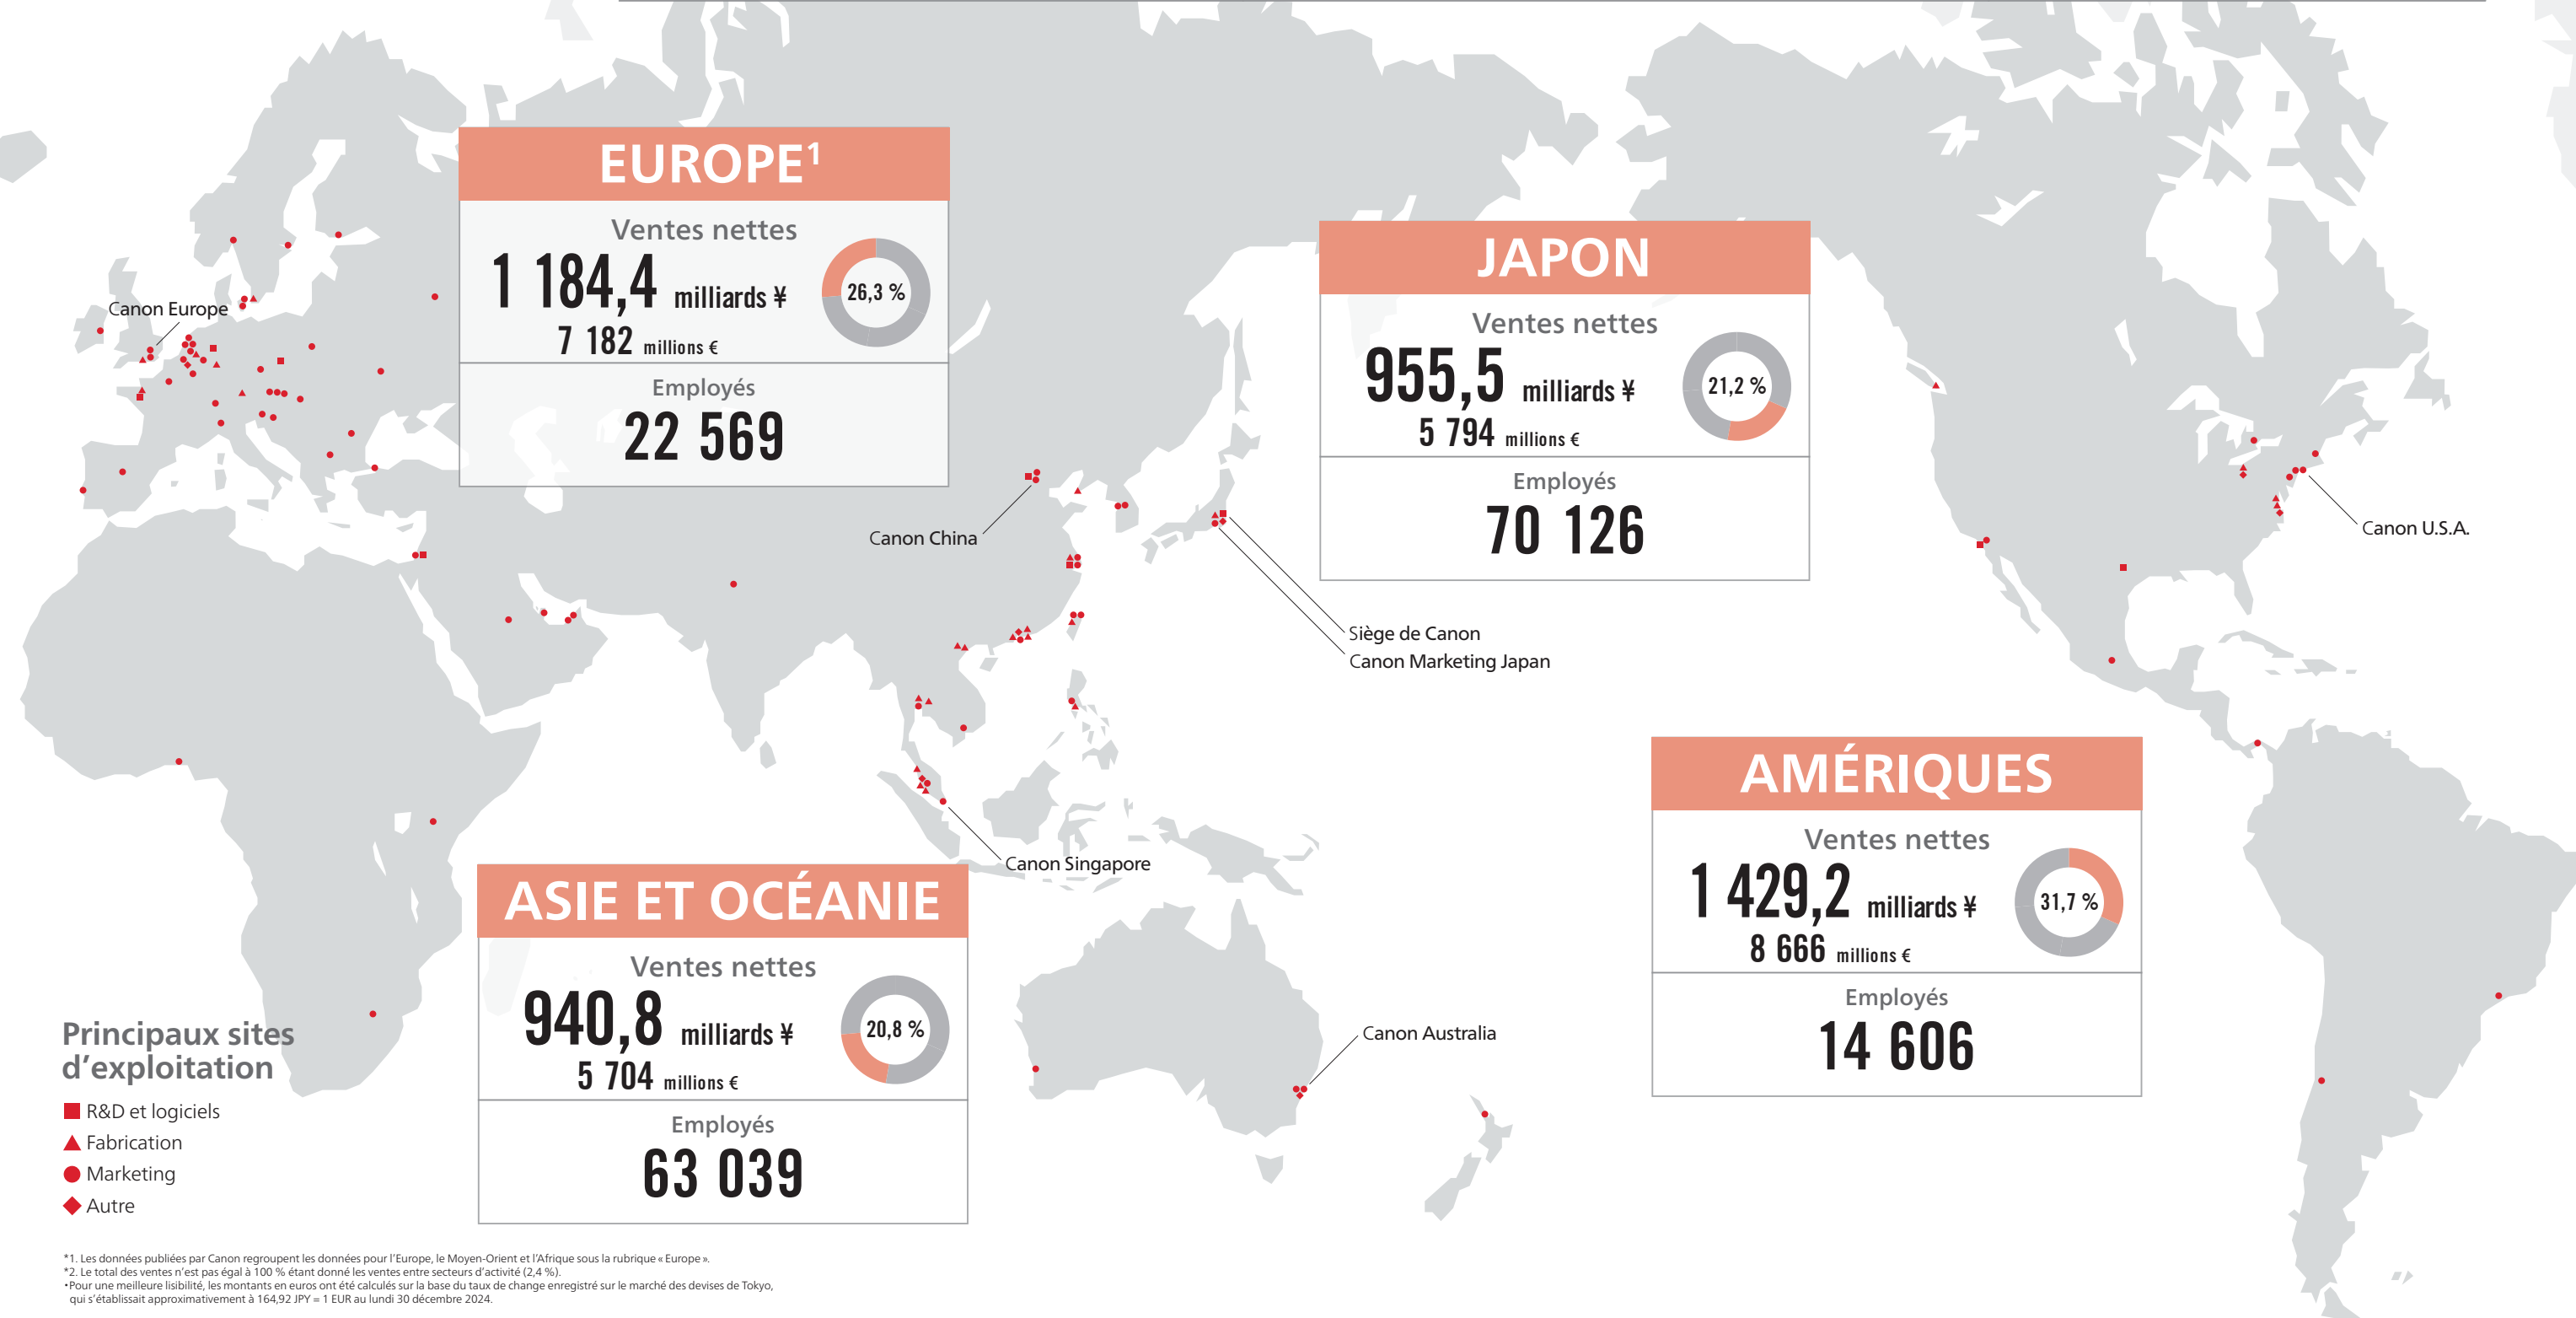 EUROPE1
Ventes nettes
1 184,4 milliards ¥
7 182 millions €
26,3 %
Employés
22 569
JAPON
Ventes nettes
955,5 milliards ¥
5 794 millions €
21,2 %
Employés
70 126
Canon Europe
Canon China
Canon U.S.A.
Siège de Canon
Canon Marketing Japan
AMÉRIQUES
Ventes nettes
1 429,2 milliards ¥
8 666 millions €
31,7 %
Employés
14 606
Canon Singapore
ASIE ET OCÉANIE
Ventes nettes
940,8 milliards ¥
5 704 millions €
20,8 %
Employés
63 039
Canon Australia
Principaux sites
d’exploitation
R&D et logiciels
Fabrication
Marketing
Autre
*1. Les données publiées par Canon regroupent les données pour l’Europe, le Moyen-Orient et l’Afrique sous la rubrique « Europe ».
*2. Le total des ventes n’est pas égal à 100 % étant donné les ventes entre secteurs d’activité (2,4 %).
•Pour une meilleure lisibilité, les montants en euros ont été calculés sur la base du taux de change enregistré sur le marché des devises de Tokyo,
qui s’établissait approximativement à 164,92 JPY = 1 EUR au lundi 30 décembre 2024.